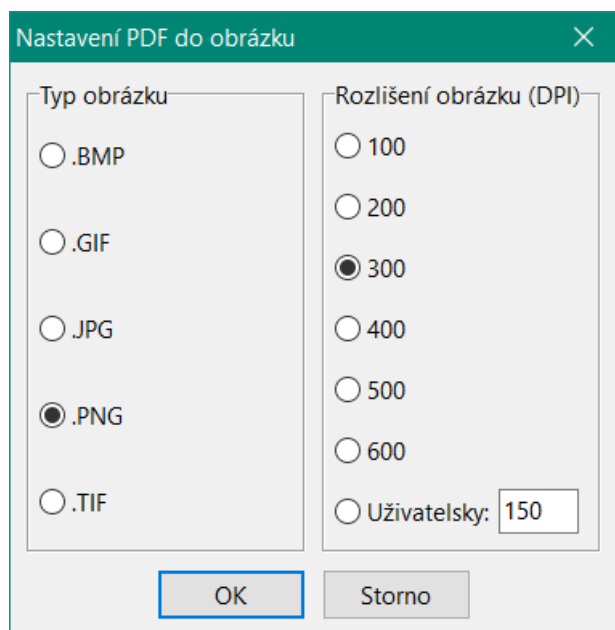 Nastavení PDF do obrázku
Typ obrázku
.BMP
.GIF
.JPG
.PNG
.TIF
Rozlišení obrázku (DPI)
100
200
300
400
500
600
Uživatelsky: 150
OK
Storno